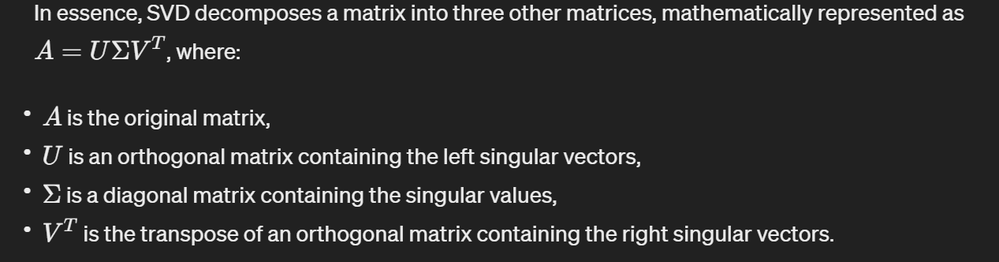 In essence, SVD decomposes a matrix into three other matrices, mathematically represented as
A = UΣVᵀ, where:
• A is the original matrix,
• U is an orthogonal matrix containing the left singular vectors,
• Σ is a diagonal matrix containing the singular values,
• Vᵀ is the transpose of an orthogonal matrix containing the right singular vectors.